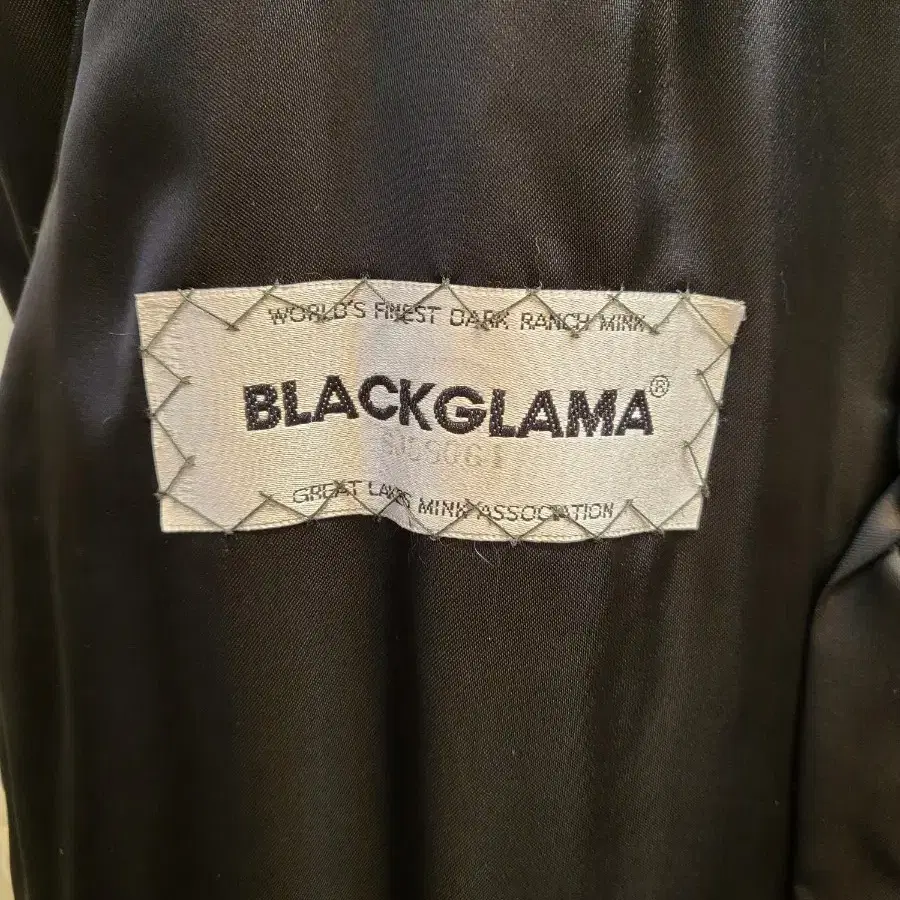 WORLD'S FINEST DARK RANCH MINK
BLACKGLAMA®
GREAT LAKES MINK ASSOCIATION